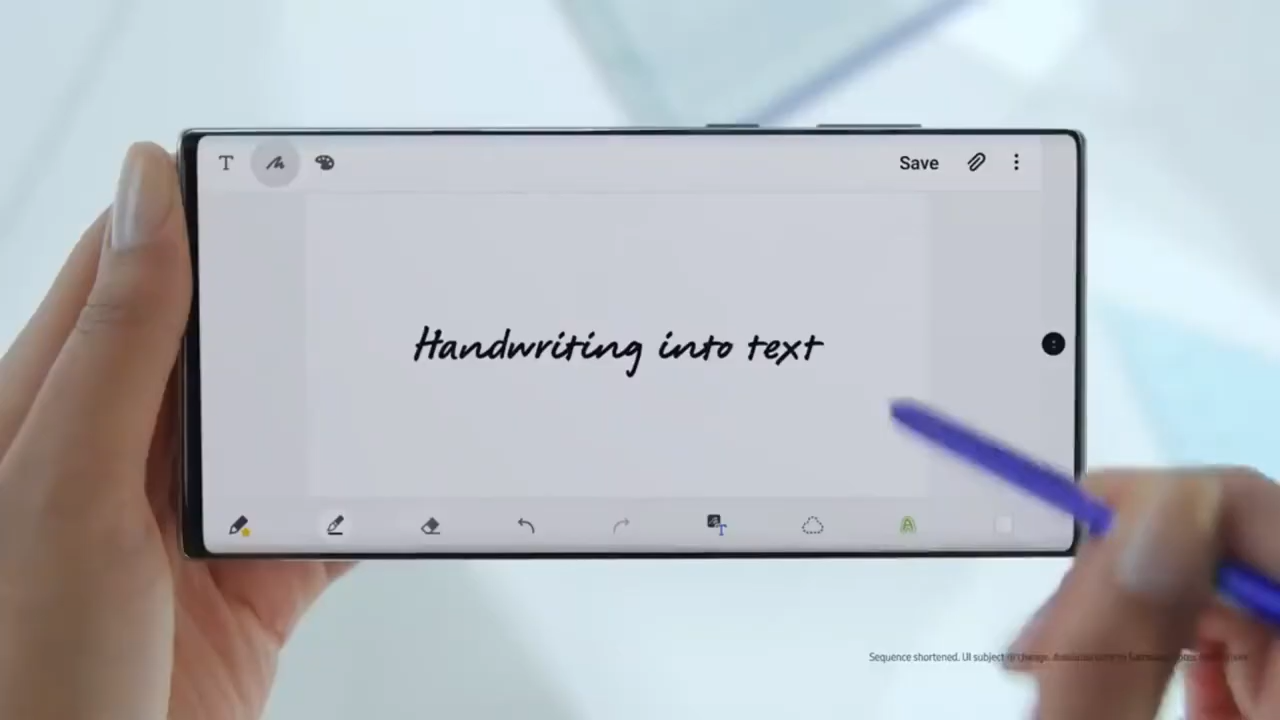 T
Save
Handwriting into text
T
Sequence shortened. UI subject to change.